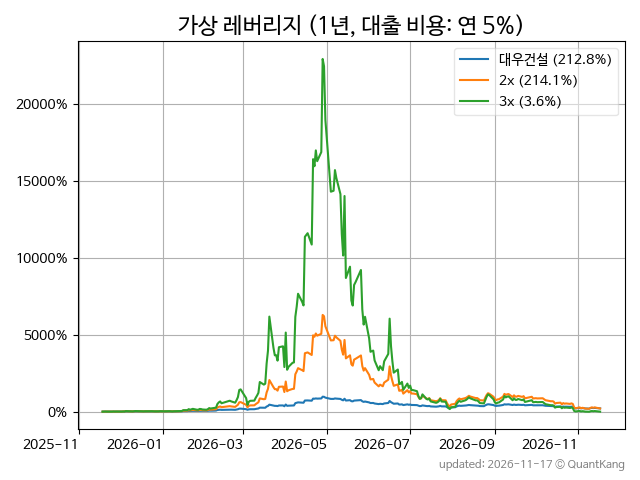 가상 레버리지 (1년, 대출 비용: 연 5%)
대우건설 (212.8%)
2x (214.1%)
3x (3.6%)
20000%
15000%
10000%
5000%
0%
2025-11
2026-01
2026-03
2026-05
2026-07
2026-09
2026-11
updated: 2026-11-17 © QuantKang